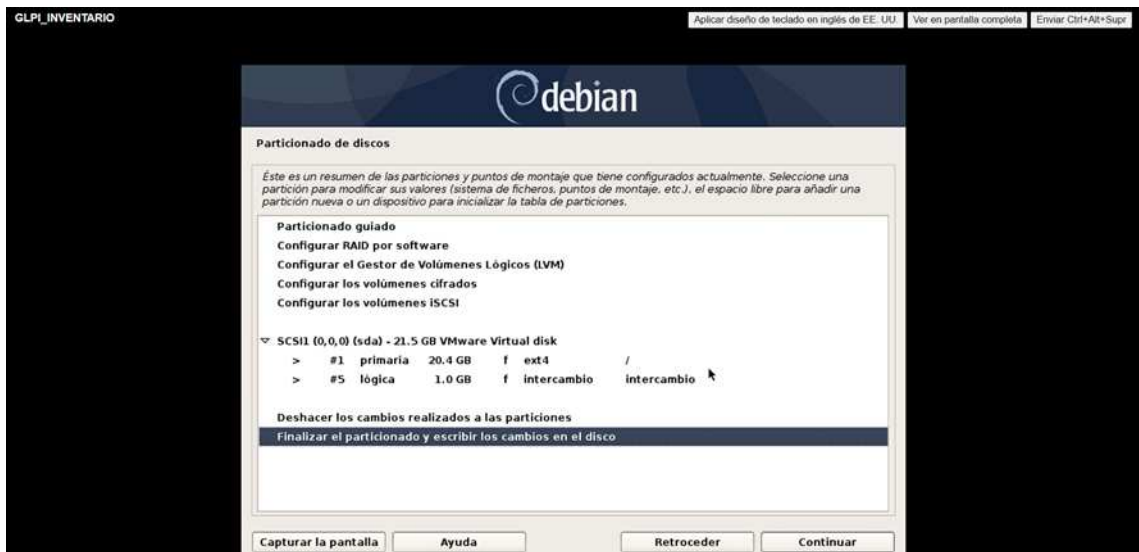 GLPI_INVENTARIO
Aplicar diseño de teclado en inglés de EE. UU. Ver en pantalla completa Enviar Ctrl+Alt+Supr
debian
Particionado de discos
Éste es un resumen de las particiones y puntos de montaje que tiene configurados actualmente. Seleccione una
partición para modificar sus valores (sistema de ficheros, puntos de montaje, etc.), el espacio libre para añadir una
partición nueva o un dispositivo para inicializar la tabla de particiones.
Particionado guiado
Configurar RAID por software
Configurar el Gestor de Volúmenes Lógicos (LVM)
Configurar los volúmenes cifrados
Configurar los volúmenes iSCSI
SCSI1 (0,0,0) (sda) - 21.5 GB VMware Virtual disk
> #1 primaria 20.4 GB f ext4 /
> #5 lógica 1.0 GB f intercambio intercambio
Deshacer los cambios realizados a las particiones
Finalizar el particionado y escribir los cambios en el disco
Capturar la pantalla Ayuda Retroceder Continuar